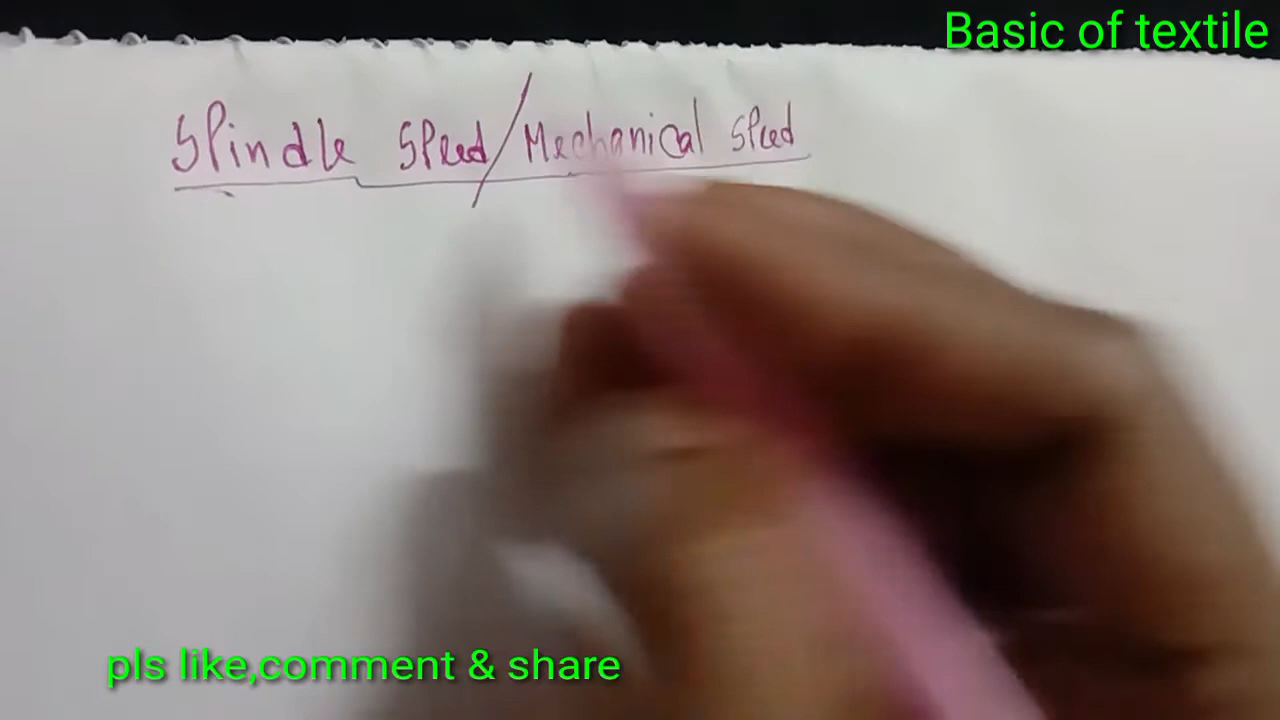 Basic of textile
Spindle Speed/Mechanical Speed
pls like,comment & share